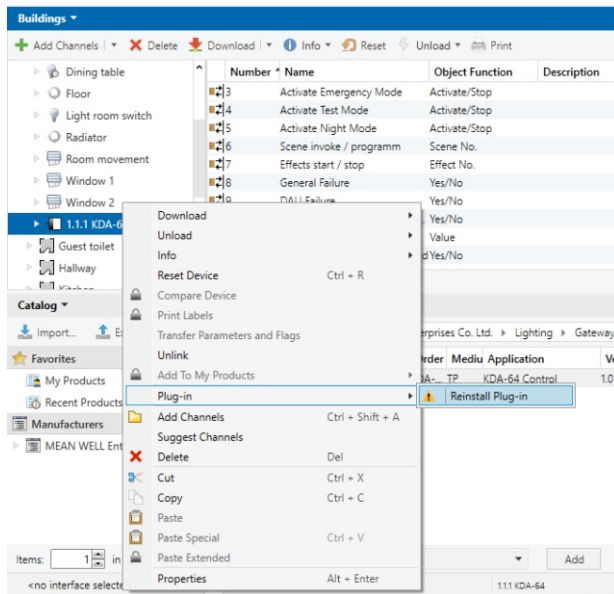 Buildings
Add Channels Delete Download Info Reset Unload Print
Dining table
Floor
Light room switch
Radiator
Room movement
Window 1
Window 2
1.1.1 KDA-6
Guest toilet
Hallway
Number Name Object Function Description
3 Activate Emergency Mode Activate/Stop
4 Activate Test Mode Activate/Stop
5 Activate Night Mode Activate/Stop
6 Scene invoke / programm Scene No.
7 Effects start / stop Effect No.
8 General Failure Yes/No
9 DALI Failure Yes/No
Yes/No
Value
d Yes/No
Download
Unload
Info
Reset Device Ctrl + R
Compare Device
Print Labels
Transfer Parameters and Flags
Unlink
Add To My Products
Plug-in
Reinstall Plug-in
Add Channels Ctrl + Shift + A
Suggest Channels
Delete Del
Cut Ctrl + X
Copy Ctrl + C
Paste
Paste Special Ctrl + V
Paste Extended
Properties Alt + Enter
Catalog
Import... E
erprises Co. Ltd. Lighting Gateway
Favorites
My Products
Recent Products
Manufacturers
MEAN WELL Ent
Order Mediu Application V
TP KDA-64 Control 1.0
Items: 1 in
Add
<no interface selecte
1.1.1 KDA-64